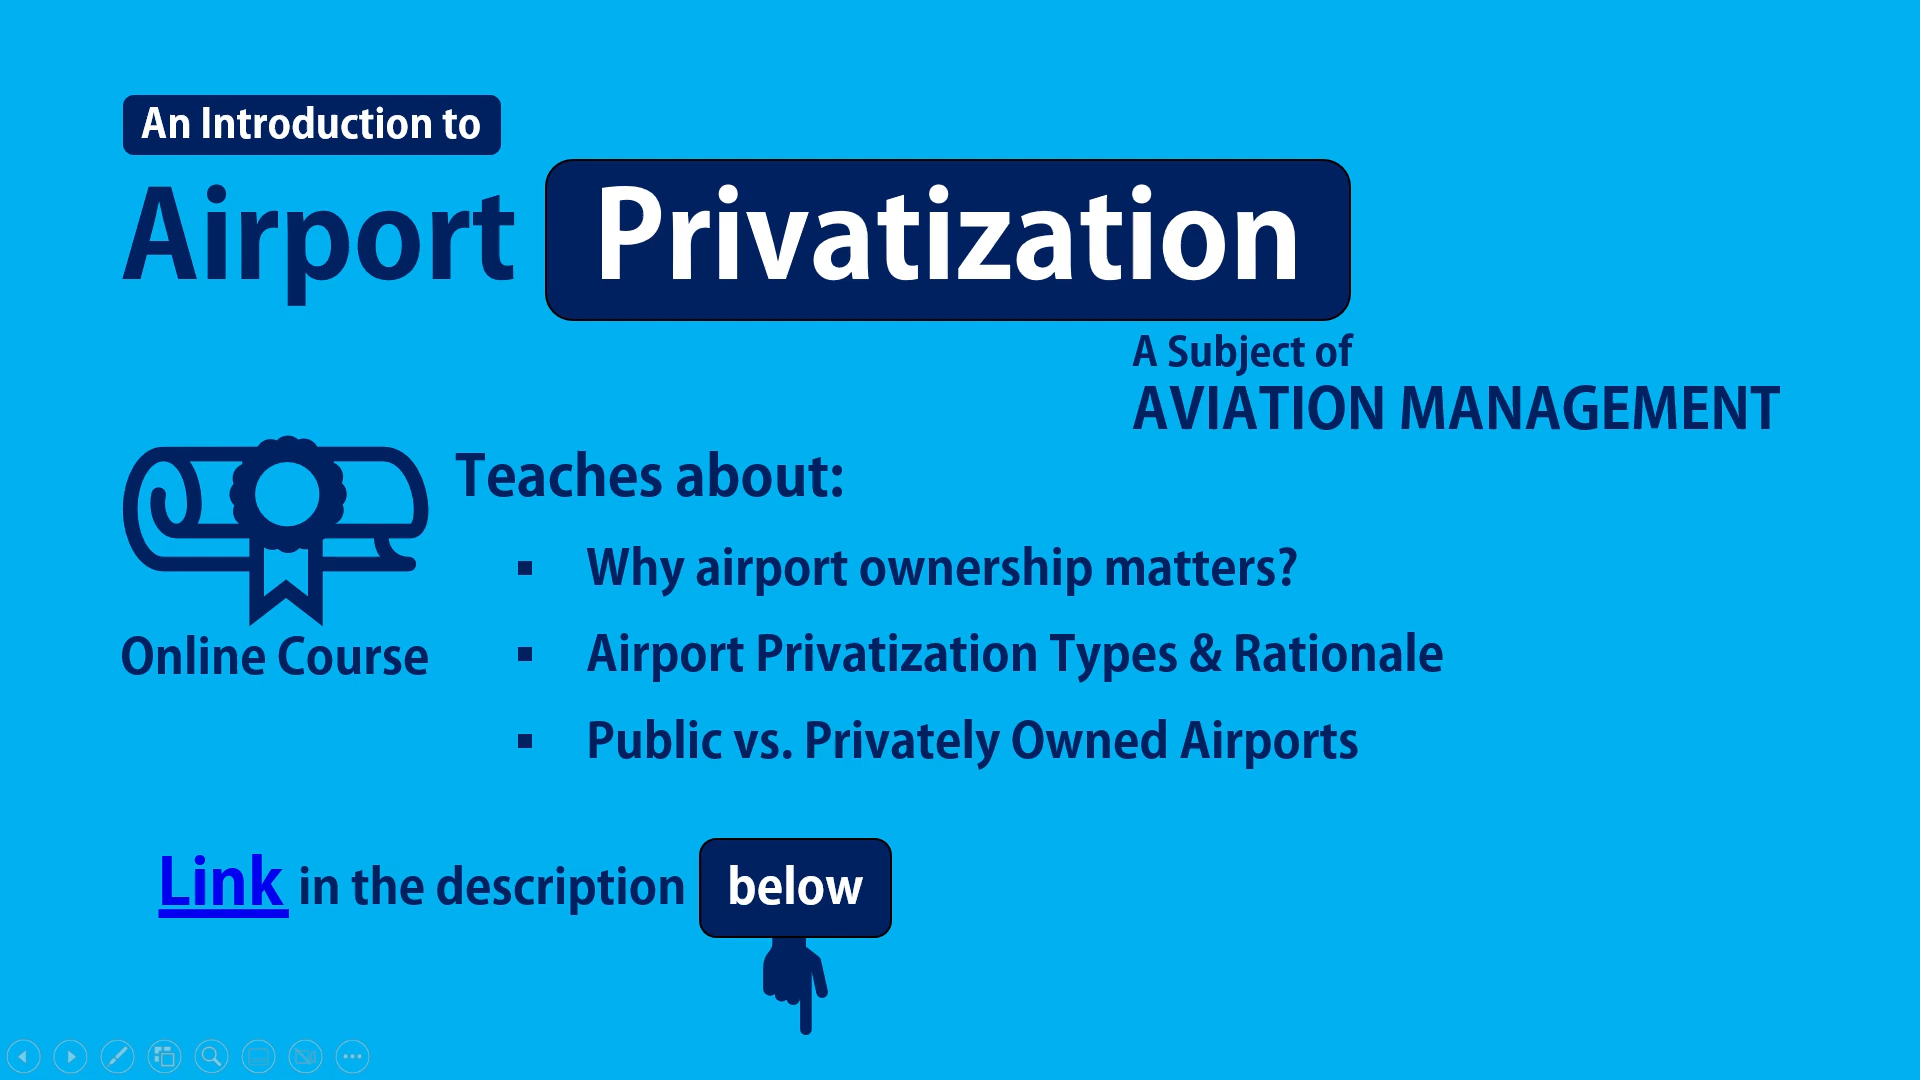 An Introduction to
Airport Privatization
A Subject of
AVIATION MANAGEMENT
Teaches about:
▪ Why airport ownership matters?
▪ Airport Privatization Types & Rationale
▪ Public vs. Privately Owned Airports
Online Course
Link in the description below